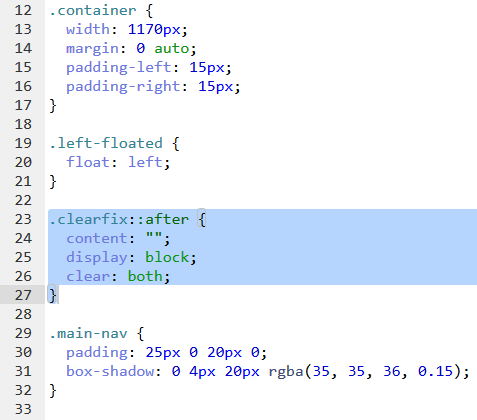 12 .container {
13   width: 1170px;
14   margin: 0 auto;
15   padding-left: 15px;
16   padding-right: 15px;
17 }
18
19 .left-floated {
20   float: left;
21 }
22
23 .clearfix::after {
24   content: "";
25   display: block;
26   clear: both;
27 }
28
29 .main-nav {
30   padding: 25px 0 20px 0;
31   box-shadow: 0 4px 20px rgba(35, 35, 36, 0.15);
32 }
33